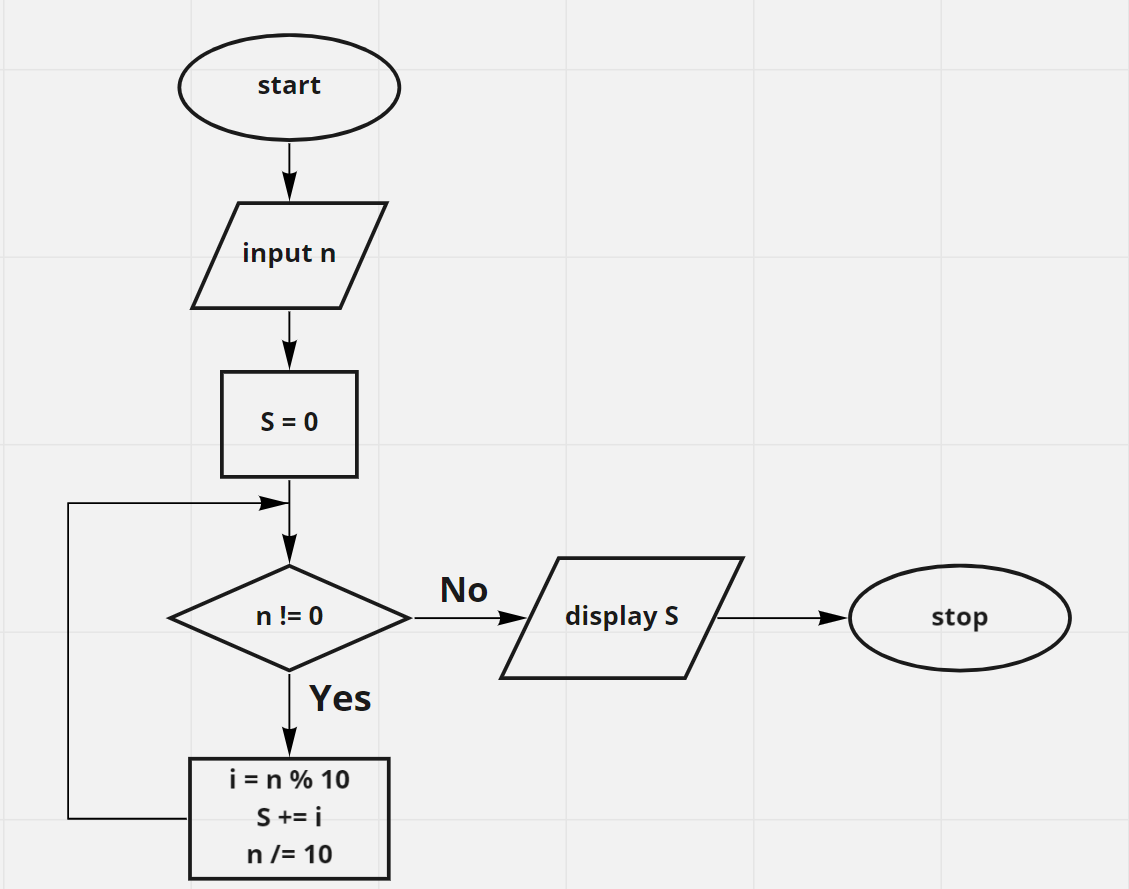 start
input n
S = 0
n != 0
No
display S
stop
Yes
i = n % 10
S += i
n /= 10